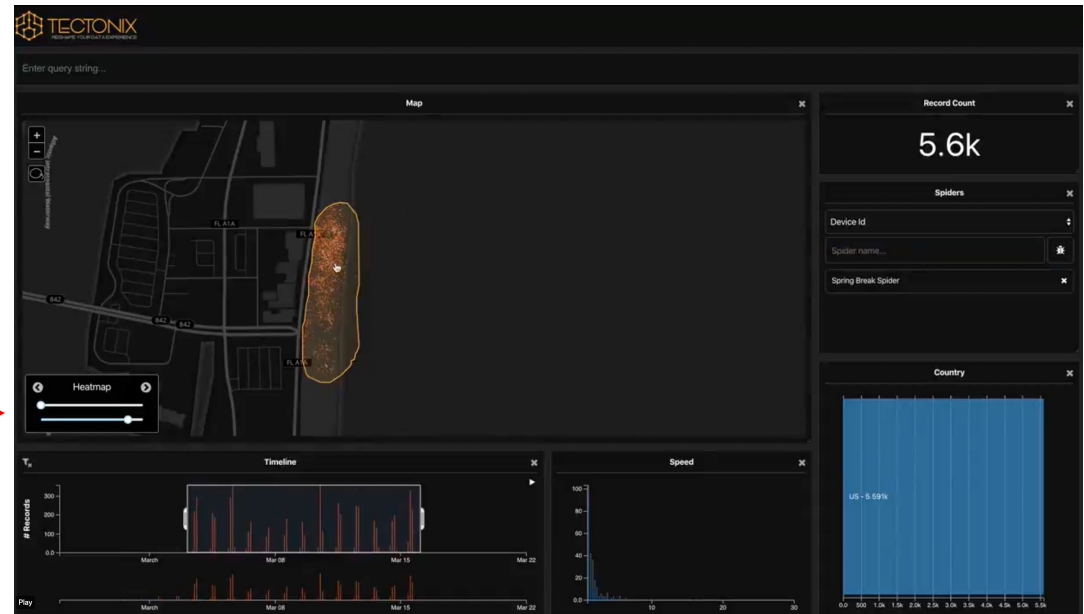 TECTONIX
RESHAPE YOUR DATA EXPERIENCE
Enter query string...
Map
+
−
FL A1A
FL A
842
842
842
FL A1A
Heatmap
Record Count
5.6k
Spiders
Device Id
Spider name...
Spring Break Spider
Country
US - 5.591k
0.0 500 1.0k 1.5k 2.0k 2.5k 3.0k 3.5k 4.0k 4.5k 5.0k 5.5k
Timeline
# Records
300
200
100
0.0
March Mar 08 Mar 15 Mar 22
March Mar 08 Mar 15 Mar 22
Play
Speed
100
80
60
40
20
0.0
10 20 30